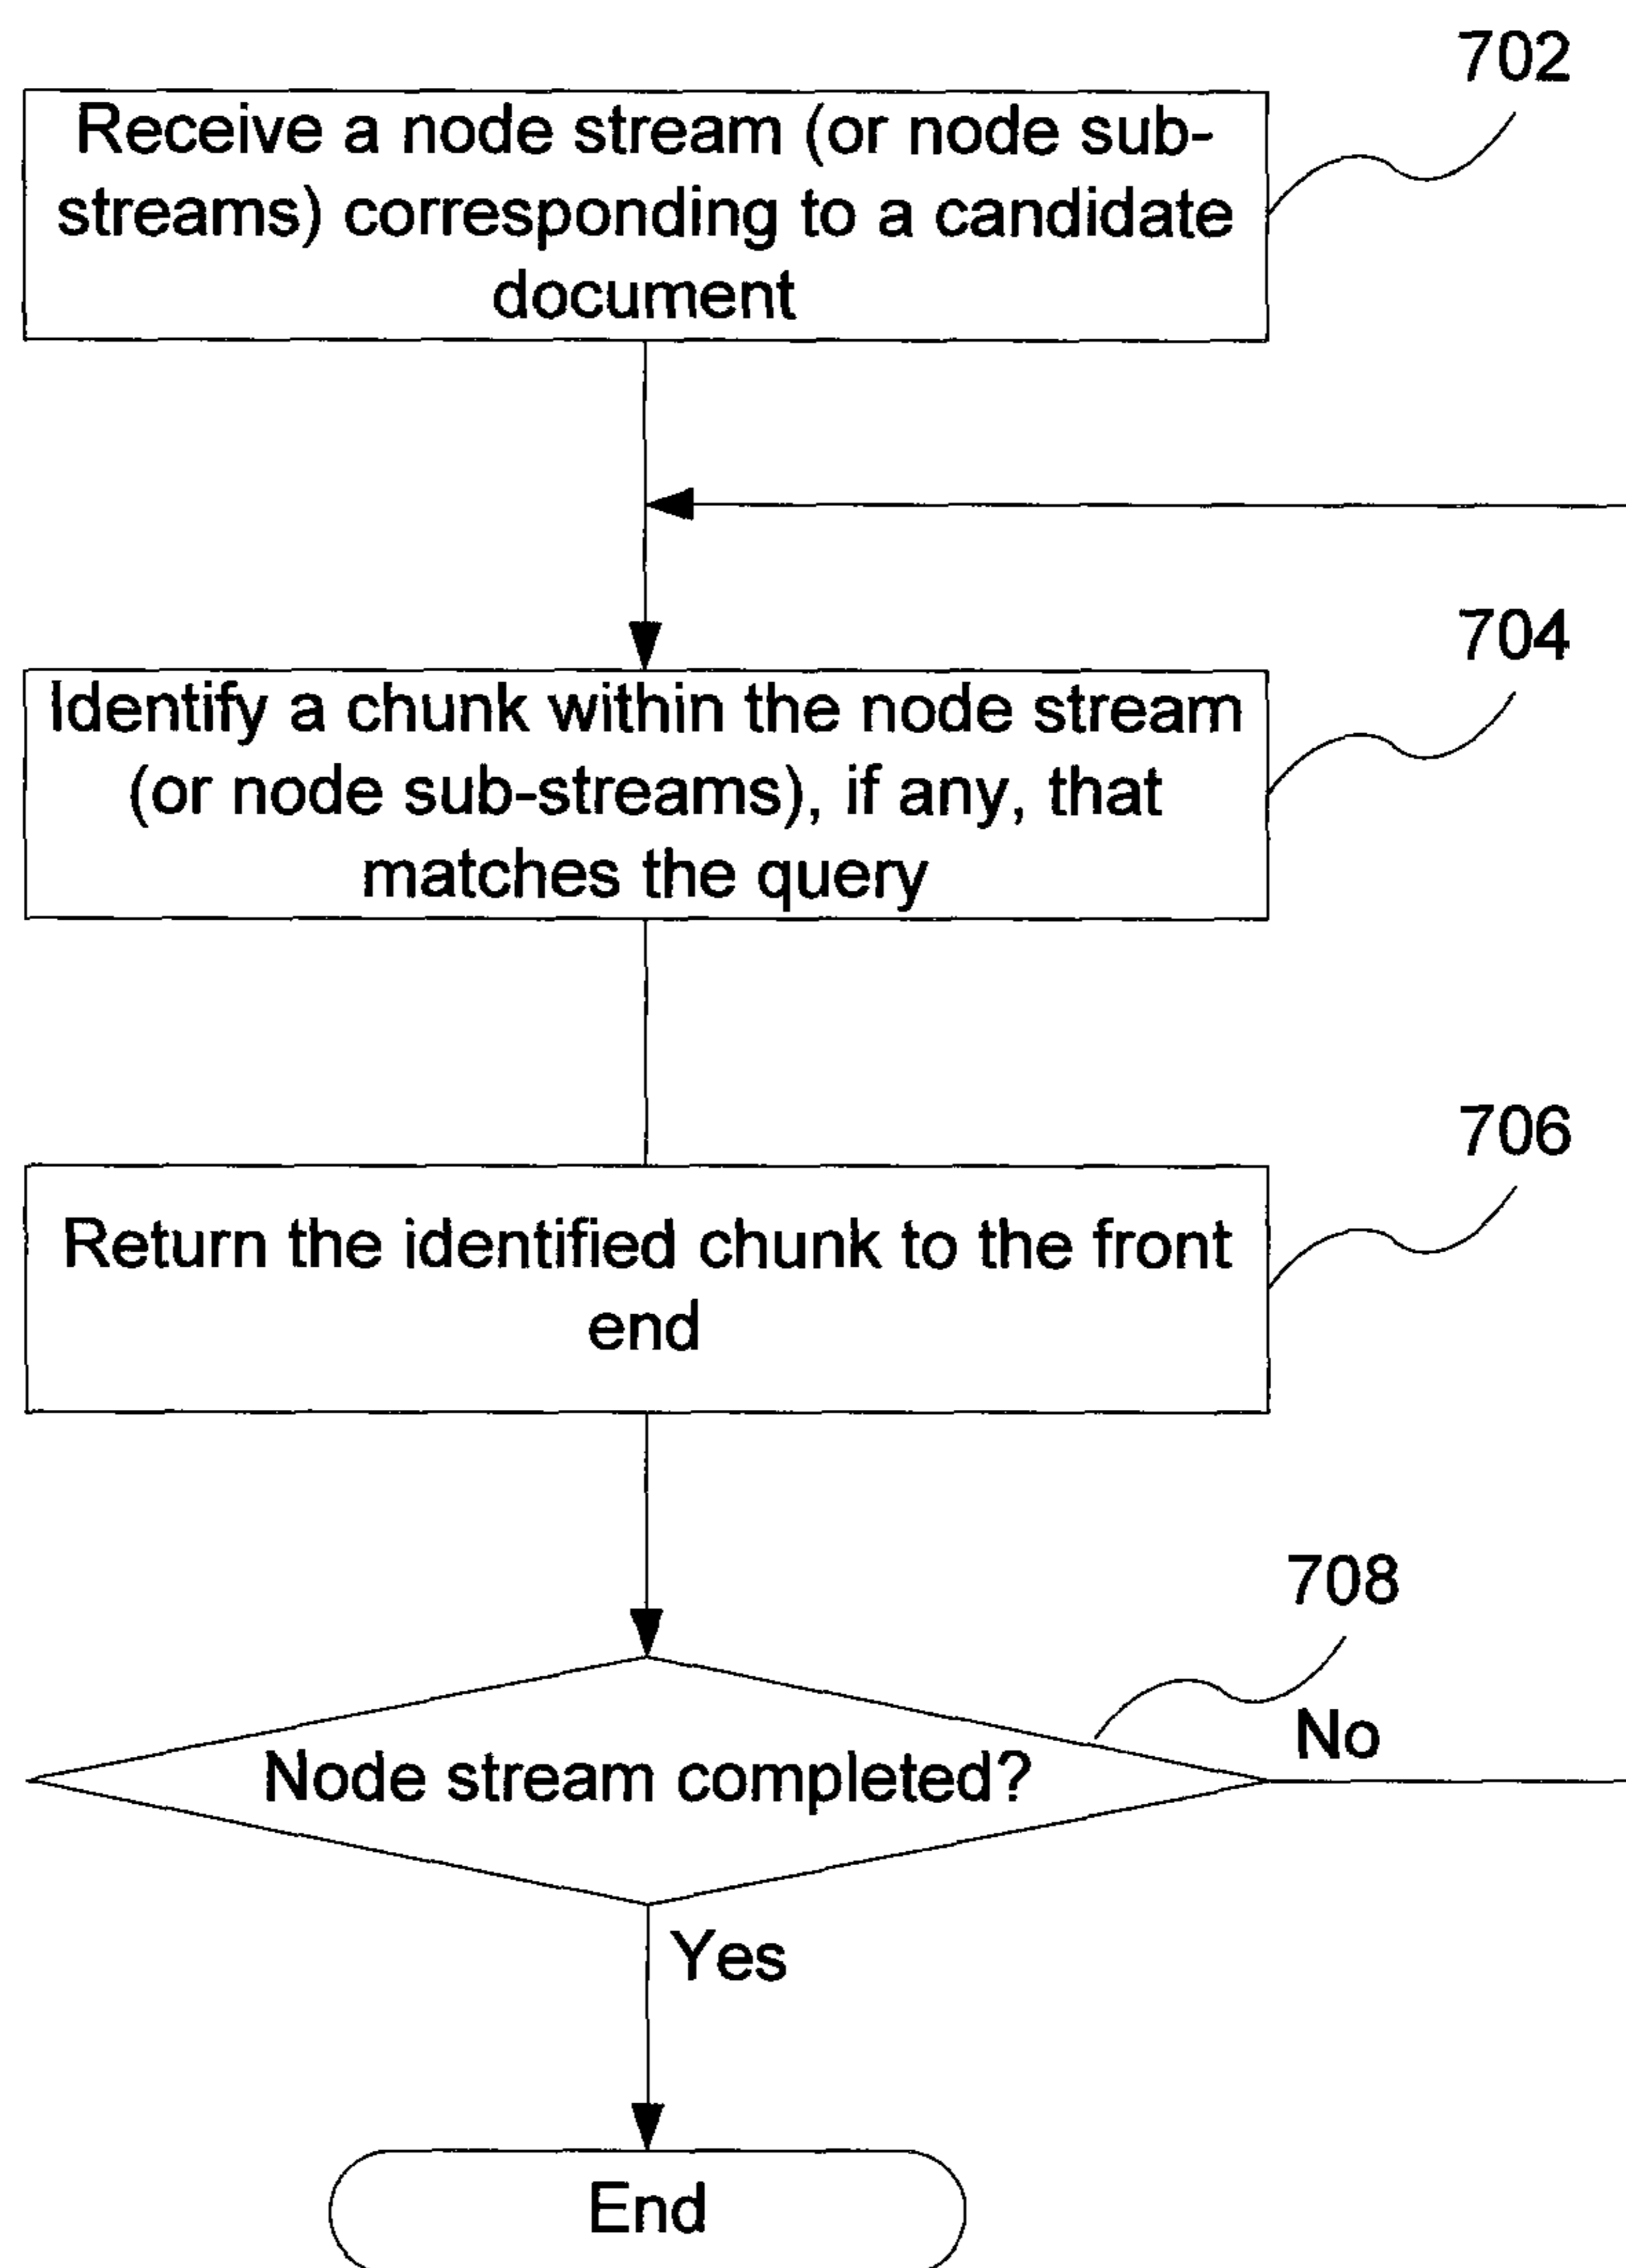 702
Receive a node stream (or node sub-
streams) corresponding to a candidate
document
704
Identify a chunk within the node stream
(or node sub-streams), if any, that
matches the query
706
Return the identified chunk to the front
end
708
No
Node stream completed?
Yes
End